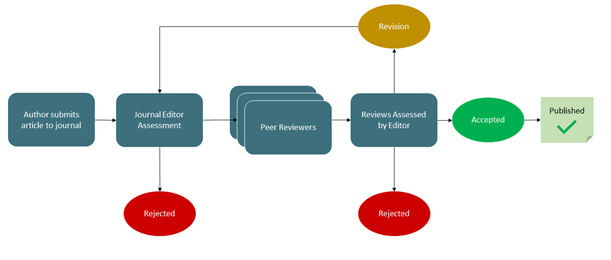 Revision
Author submits
article to journal
Journal Editor
Assessment
Peer Reviewers
Reviews Assessed
by Editor
Accepted
Published
Rejected
Rejected